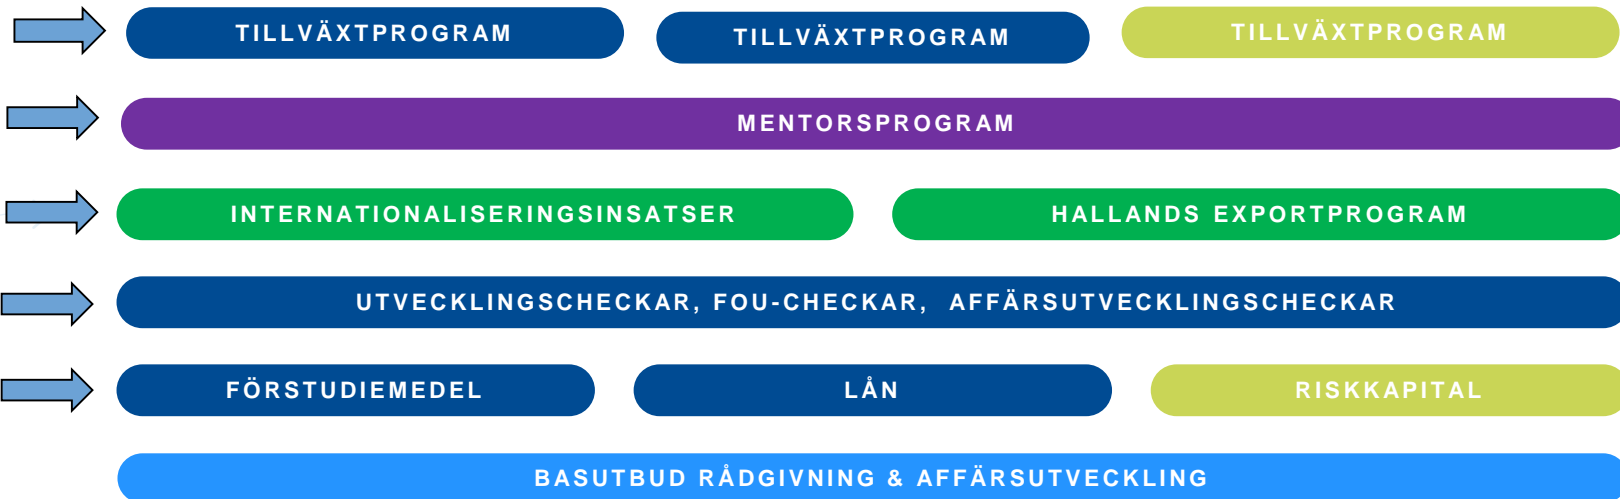 TILLVÄXTPROGRAM TILLVÄXTPROGRAM TILLVÄXTPROGRAM
MENTORSPROGRAM
INTERNATIONALISERINGSINSATSER HALLANDS EXPORTPROGRAM
UTVECKLINGSCHECKAR, FOU-CHECKAR, AFFÄRSUTVECKLINGSCHECKAR
FÖRSTUDIEMEDEL LÅN RISKKAPITAL
BASUTBUD RÅDGIVNING & AFFÄRSUTVECKLING